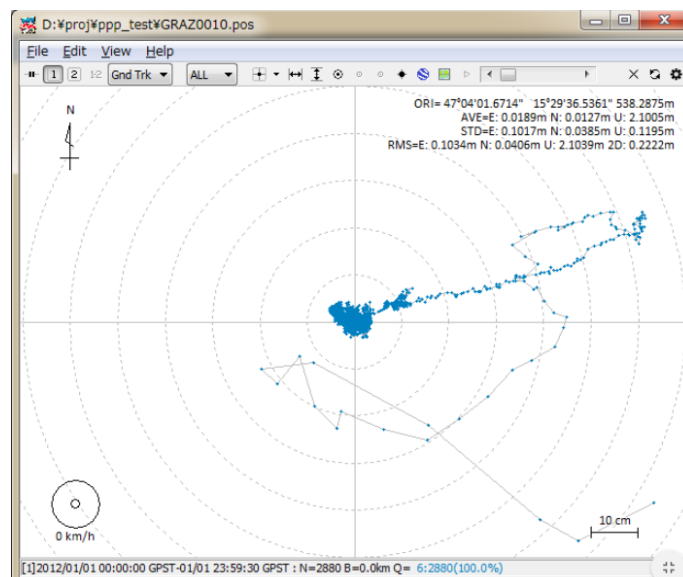 D:¥proj¥ppp_test¥GRAZ0010.pos
File Edit View Help
1 2 1-2 Gnd Trk ALL
ORI= 47°04'01.6714" 15°29'36.5361" 538.2875m
AVE=E: 0.0189m N: 0.0127m U: 2.1005m
STD=E: 0.1017m N: 0.0385m U: 0.1195m
RMS=E: 0.1034m N: 0.0406m U: 2.1039m 2D: 0.2222m
N
0 km/h
10 cm
[1]2012/01/01 00:00:00 GPST-01/01 23:59:30 GPST : N=2880 B=0.0km Q= 6:2880(100.0%)